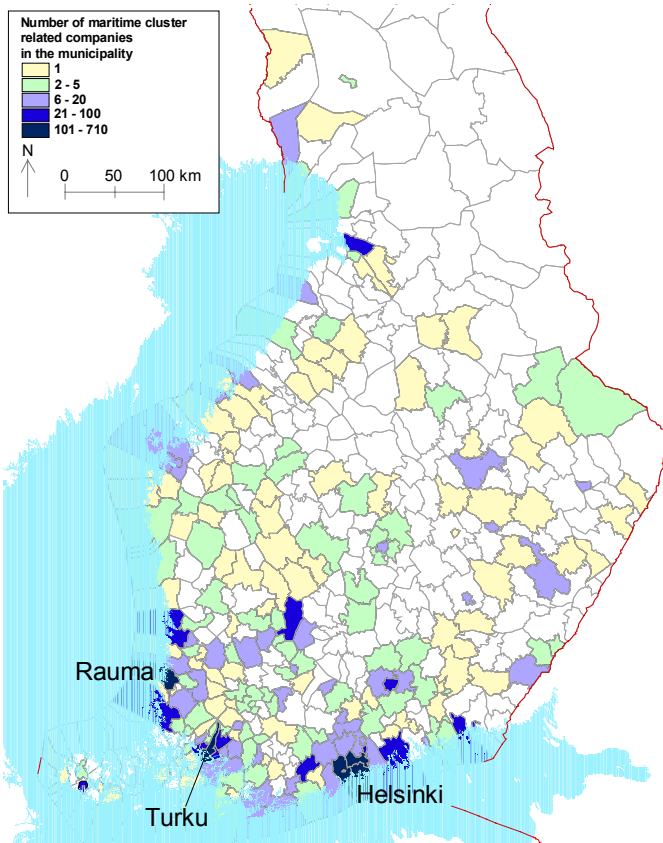 Number of maritime cluster
related companies
in the municipality
1
2 - 5
6 - 20
21 - 100
101 - 710
N
0 50 100 km
Rauma
Helsinki
Turku